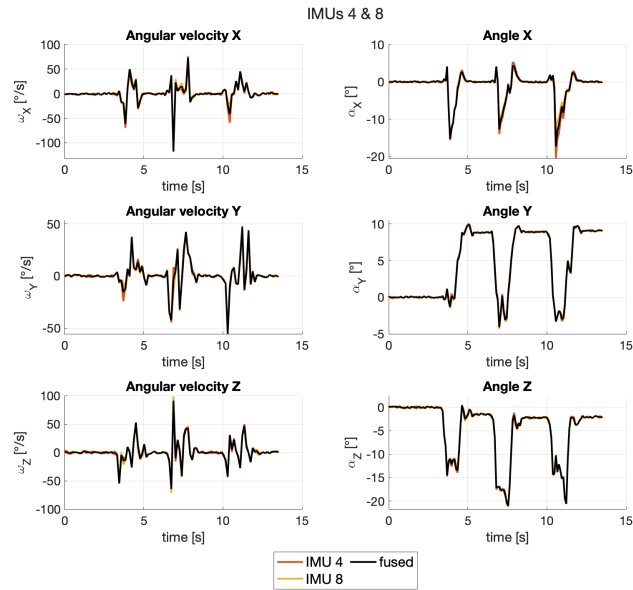 IMUs 4 & 8
Angular velocity X
100
50
0
-50
-100
ω_X [°/s]
0 5 10 15
time [s]
Angle X
10
0
-10
-20
α_X [°]
0 5 10 15
time [s]
Angular velocity Y
50
0
-50
ω_Y [°/s]
0 5 10 15
time [s]
Angle Y
10
5
0
-5
α_Y [°]
0 5 10 15
time [s]
Angular velocity Z
100
50
0
-50
-100
ω_Z [°/s]
0 5 10 15
time [s]
Angle Z
0
-5
-10
-15
-20
α_Z [°]
0 5 10 15
time [s]
IMU 4 fused
IMU 8